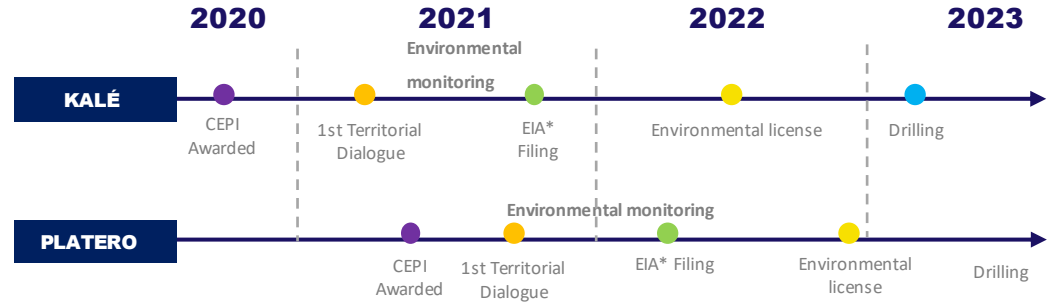 2020
2021
2022
2023
Environmental
monitoring
KALÉ
CEPI
Awarded
1st Territorial
Dialogue
EIA*
Filing
Environmental license
Drilling
Environmental monitoring
PLATERO
CEPI
Awarded
1st Territorial
Dialogue
EIA* Filing
Environmental
license
Drilling